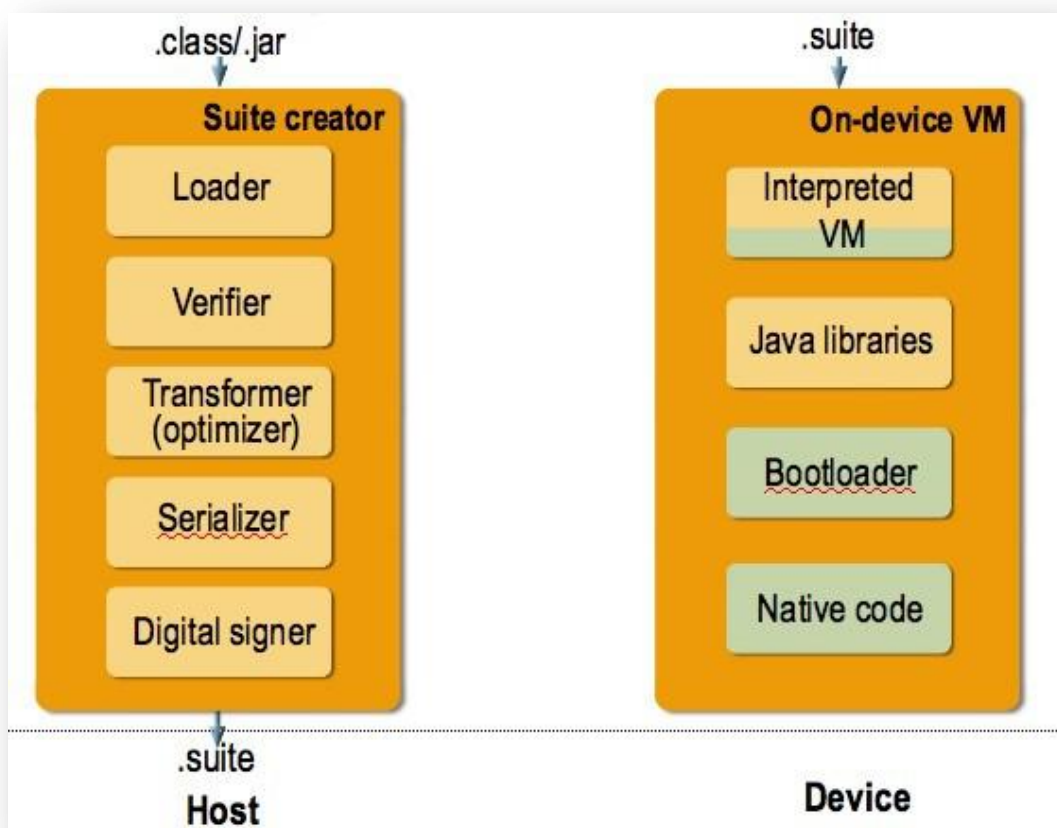 .class/.jar
Suite creator
Loader
Verifier
Transformer
(optimizer)
Serializer
Digital signer
.suite
Host
.suite
On-device VM
Interpreted
VM
Java libraries
Bootloader
Native code
Device